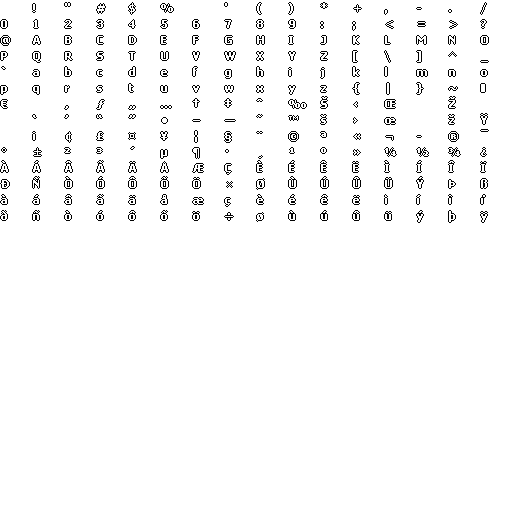 ! " # $ % ' ( ) * + , - . /
0 1 2 3 4 5 6 7 8 9 : ; < = > ?
@ A B C D E F G H I J K L M N O
P Q R S T U V W X Y Z [ \ ] ^ _
` a b c d e f g h i j k l m n o
p q r s t u v w x y z { | } ~
€ ‚ ƒ „ … † ‡ ˆ ‰ Š ‹ Œ Ž
‘ ’ “ ” • – — ˜ ™ š › œ ž Ÿ
¡ ¢ £ ¤ ¥ ¦ § ¨ © ª « ¬ - ® ¯
° ± ² ³ ´ µ ¶ · ¸ ¹ º » ¼ ½ ¾ ¿
À Á Â Ã Ä Å Æ Ç È É Ê Ë Ì Í Î Ï
Ð Ñ Ò Ó Ô Õ Ö × Ø Ù Ú Û Ü Ý Þ ß
à á â ã ä å æ ç è é ê ë ì í î ï
ð ñ ò ó ô õ ö ÷ ø ù ú û ü ý þ ÿ